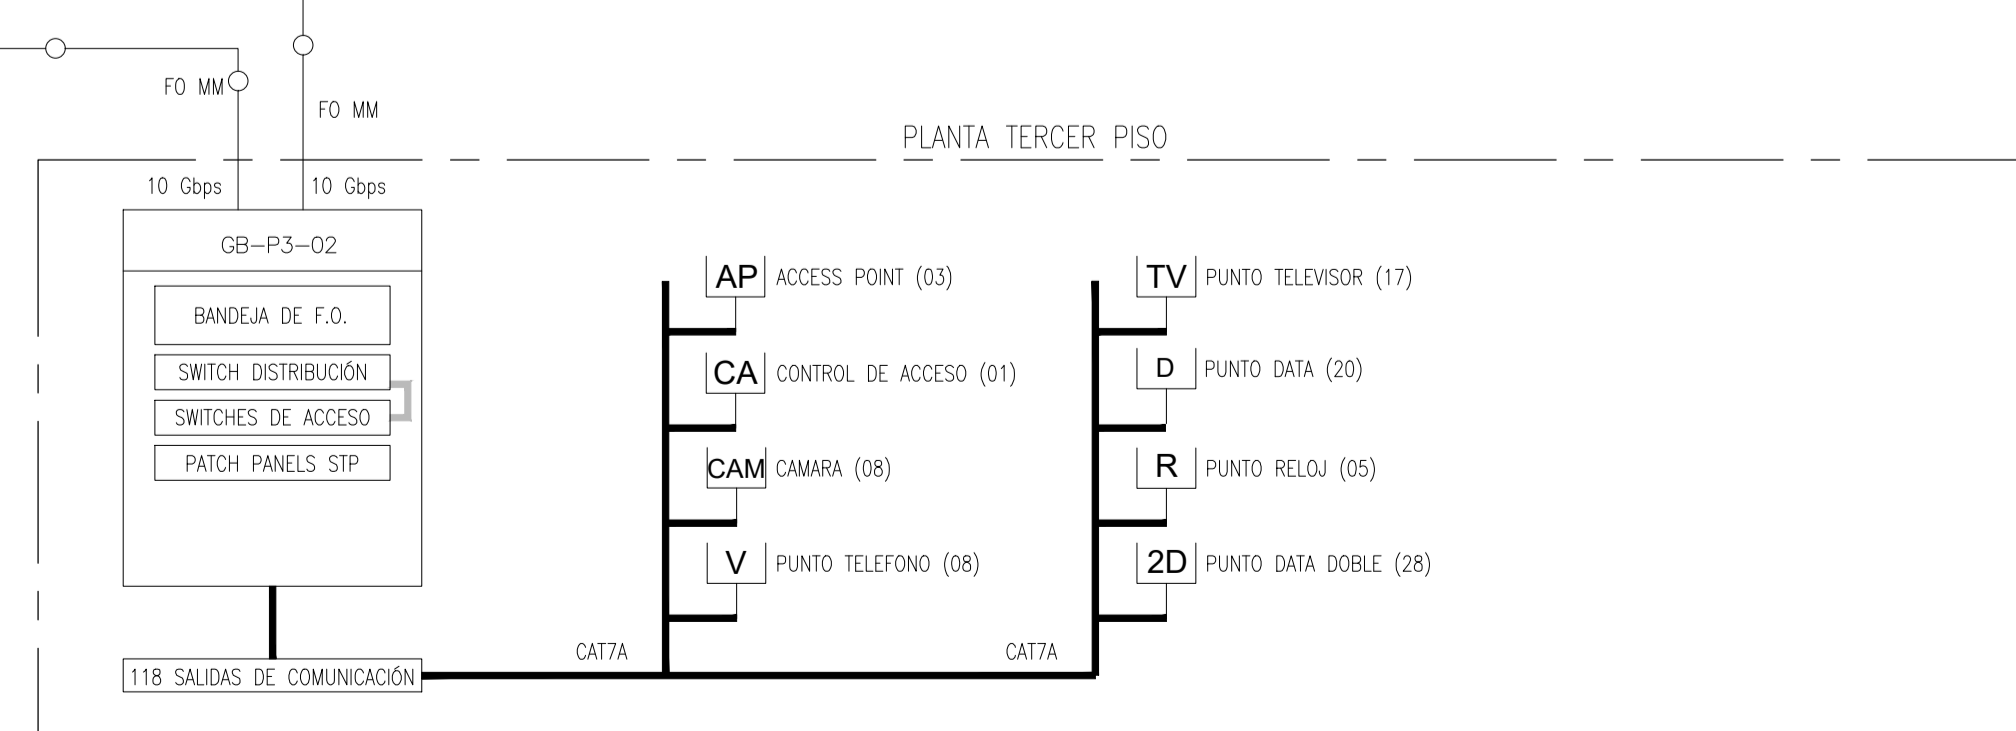 FO MM
FO MM
PLANTA TERCER PISO
10 Gbps
10 Gbps
GB-P3-02
BANDEJA DE F.O.
SWITCH DISTRIBUCIÓN
SWITCHES DE ACCESO
PATCH PANELS STP
118 SALIDAS DE COMUNICACIÓN
CAT7A
AP ACCESS POINT (03)
CA CONTROL DE ACCESO (01)
CAM CAMARA (08)
V PUNTO TELEFONO (08)
CAT7A
TV PUNTO TELEVISOR (17)
D PUNTO DATA (20)
R PUNTO RELOJ (05)
2D PUNTO DATA DOBLE (28)